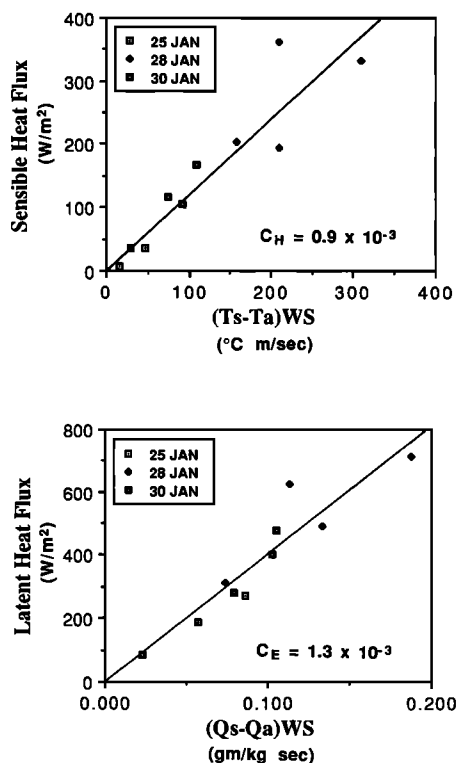 Sensible Heat Flux
(W/m²)
400
300
200
100
0
25 JAN
28 JAN
30 JAN
C_H = 0.9 x 10⁻³
0 100 200 300 400
(Ts-Ta)WS
(°C m/sec)
Latent Heat Flux
(W/m²)
800
600
400
200
0
25 JAN
28 JAN
30 JAN
C_E = 1.3 x 10⁻³
0.000 0.100 0.200
(Qs-Qa)WS
(gm/kg sec)